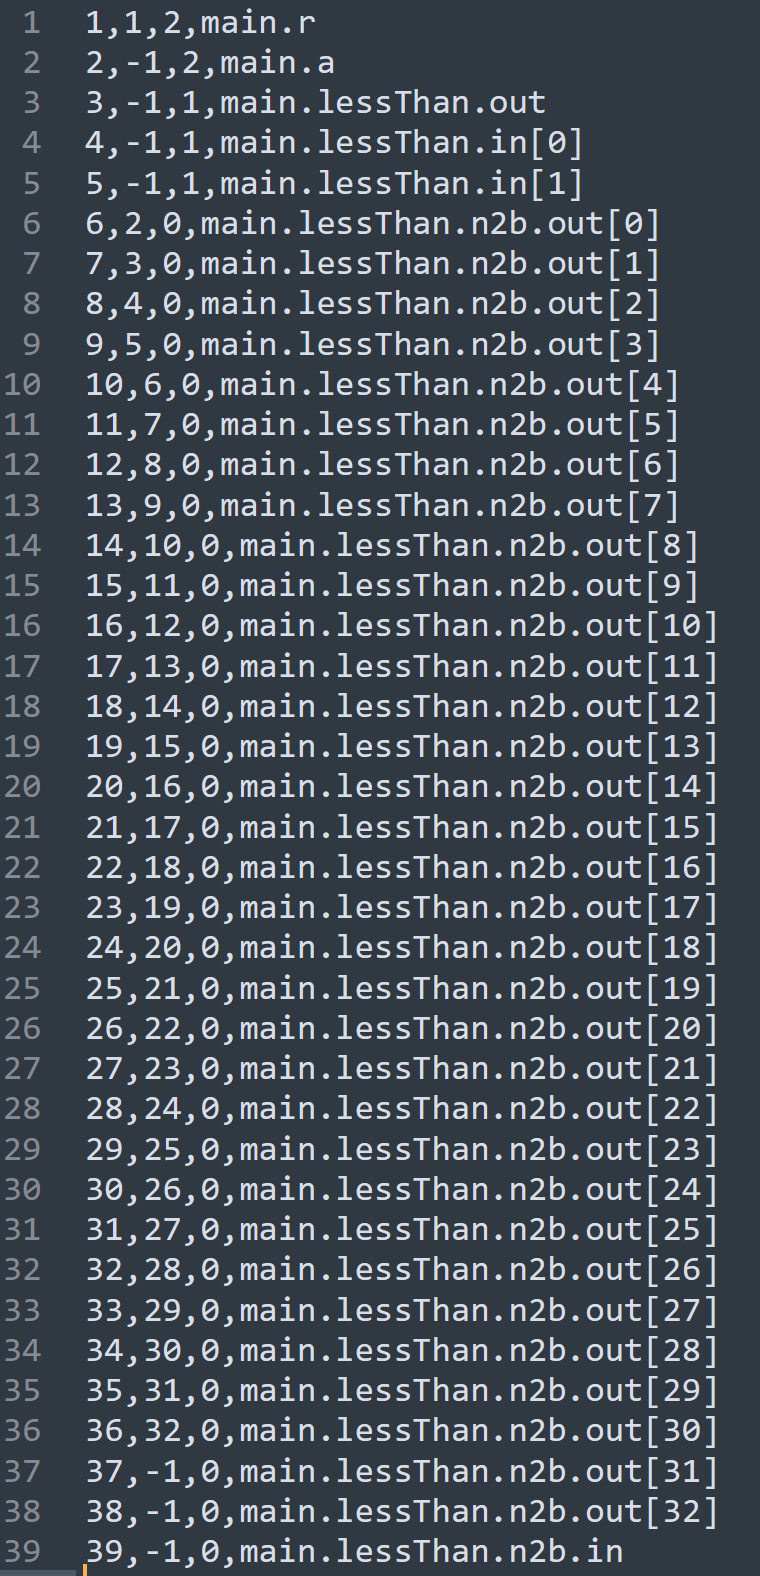 1 1,1,2,main.r
2 2,-1,2,main.a
3 3,-1,1,main.lessThan.out
4 4,-1,1,main.lessThan.in[0]
5 5,-1,1,main.lessThan.in[1]
6 6,2,0,main.lessThan.n2b.out[0]
7 7,3,0,main.lessThan.n2b.out[1]
8 8,4,0,main.lessThan.n2b.out[2]
9 9,5,0,main.lessThan.n2b.out[3]
10 10,6,0,main.lessThan.n2b.out[4]
11 11,7,0,main.lessThan.n2b.out[5]
12 12,8,0,main.lessThan.n2b.out[6]
13 13,9,0,main.lessThan.n2b.out[7]
14 14,10,0,main.lessThan.n2b.out[8]
15 15,11,0,main.lessThan.n2b.out[9]
16 16,12,0,main.lessThan.n2b.out[10]
17 17,13,0,main.lessThan.n2b.out[11]
18 18,14,0,main.lessThan.n2b.out[12]
19 19,15,0,main.lessThan.n2b.out[13]
20 20,16,0,main.lessThan.n2b.out[14]
21 21,17,0,main.lessThan.n2b.out[15]
22 22,18,0,main.lessThan.n2b.out[16]
23 23,19,0,main.lessThan.n2b.out[17]
24 24,20,0,main.lessThan.n2b.out[18]
25 25,21,0,main.lessThan.n2b.out[19]
26 26,22,0,main.lessThan.n2b.out[20]
27 27,23,0,main.lessThan.n2b.out[21]
28 28,24,0,main.lessThan.n2b.out[22]
29 29,25,0,main.lessThan.n2b.out[23]
30 30,26,0,main.lessThan.n2b.out[24]
31 31,27,0,main.lessThan.n2b.out[25]
32 32,28,0,main.lessThan.n2b.out[26]
33 33,29,0,main.lessThan.n2b.out[27]
34 34,30,0,main.lessThan.n2b.out[28]
35 35,31,0,main.lessThan.n2b.out[29]
36 36,32,0,main.lessThan.n2b.out[30]
37 37,-1,0,main.lessThan.n2b.out[31]
38 38,-1,0,main.lessThan.n2b.out[32]
39 39,-1,0,main.lessThan.n2b.in